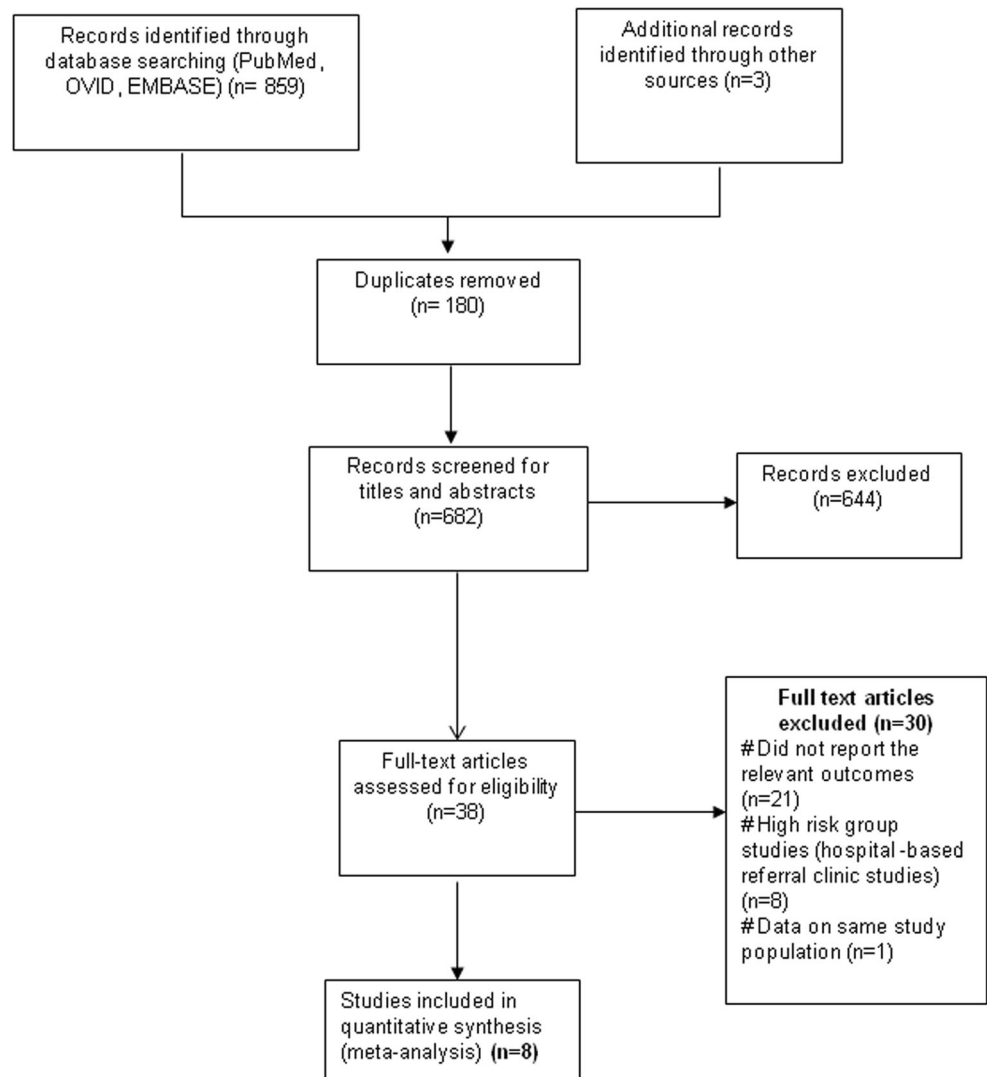 Records identified through
database searching (PubMed,
OVID, EMBASE) (n= 859)
Additional records
identified through other
sources (n=3)
Duplicates removed
(n= 180)
Records screened for
titles and abstracts
(n=682)
Records excluded
(n=644)
Full-text articles
assessed for eligibility
(n=38)
Full text articles
excluded (n=30)
#Did not report the
relevant outcomes
(n=21)
#High risk group
studies (hospital-based
referral clinic studies)
(n=8)
#Data on same study
population (n=1)
Studies included in
quantitative synthesis
(meta-analysis) (n=8)